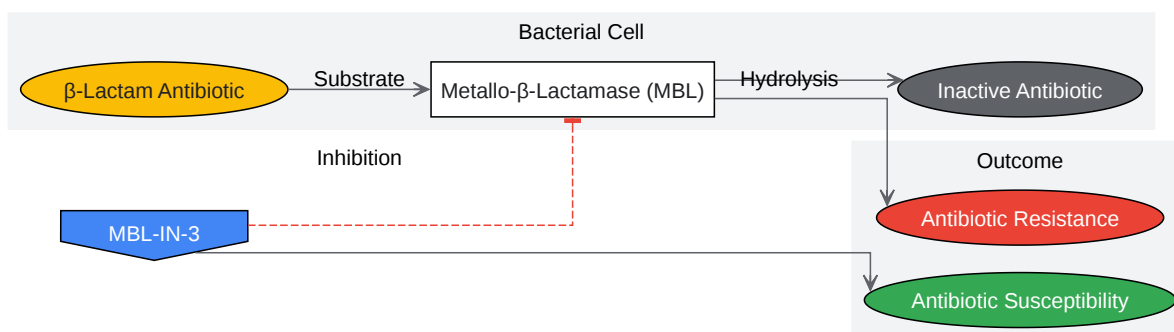 Bacterial Cell
β-Lactam Antibiotic
Substrate
Metallo-β-Lactamase (MBL)
Hydrolysis
Inactive Antibiotic
Inhibition
Outcome
MBL-IN-3
Antibiotic Resistance
Antibiotic Susceptibility